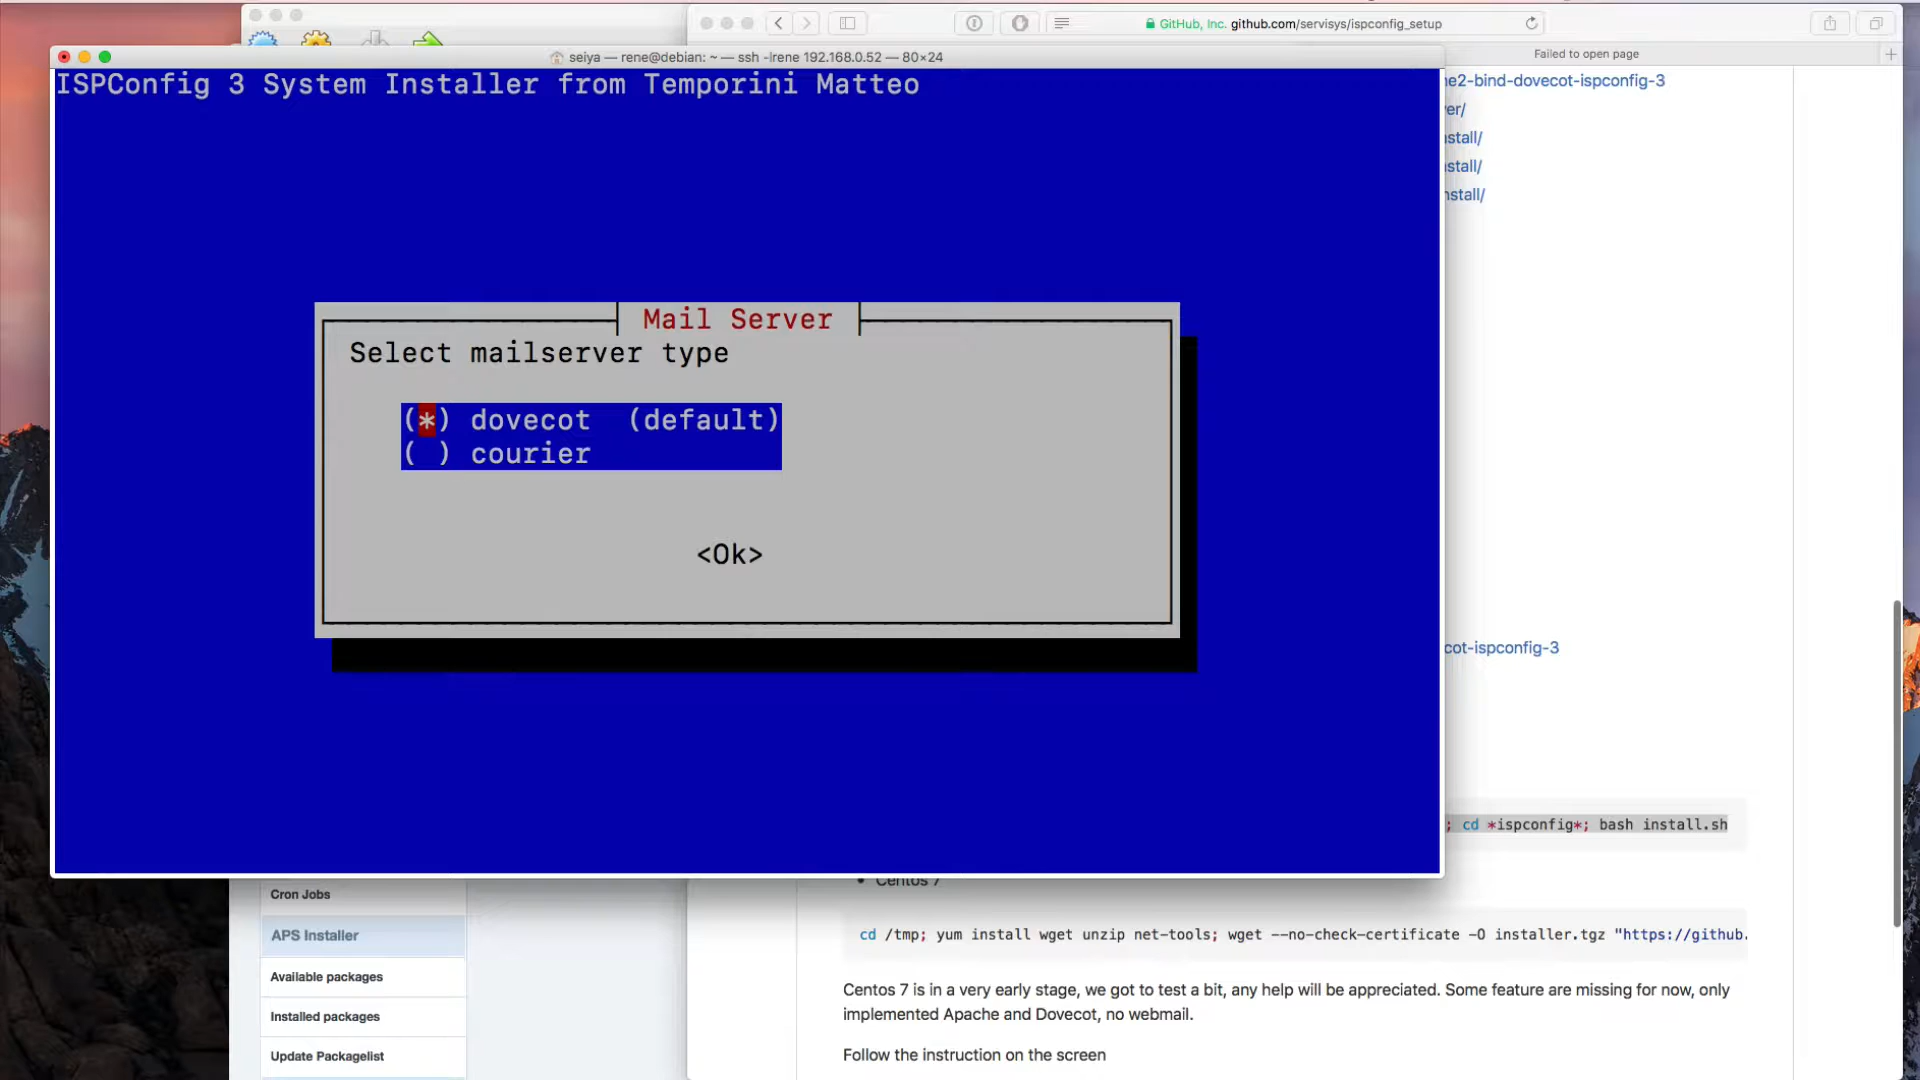 GitHub, Inc. github.com/servisys/ispconfig_setup
Failed to open page
seiya — rene@debian: ~ — ssh -lrene 192.168.0.52 — 80×24
ISPConfig 3 System Installer from Temporini Matteo
Mail Server
Select mailserver type
(*) dovecot (default)
( ) courier
<Ok>
e2-bind-dovecot-ispconfig-3
er/
stall/
stall/
nstall/
cot-ispconfig-3
; cd *ispconfig*; bash install.sh
• Centos 7
cd /tmp; yum install wget unzip net-tools; wget --no-check-certificate -O installer.tgz "https://github.
Centos 7 is in a very early stage, we got to test a bit, any help will be appreciated. Some feature are missing for now, only
implemented Apache and Dovecot, no webmail.
Follow the instruction on the screen
Cron Jobs
APS Installer
Available packages
Installed packages
Update Packagelist